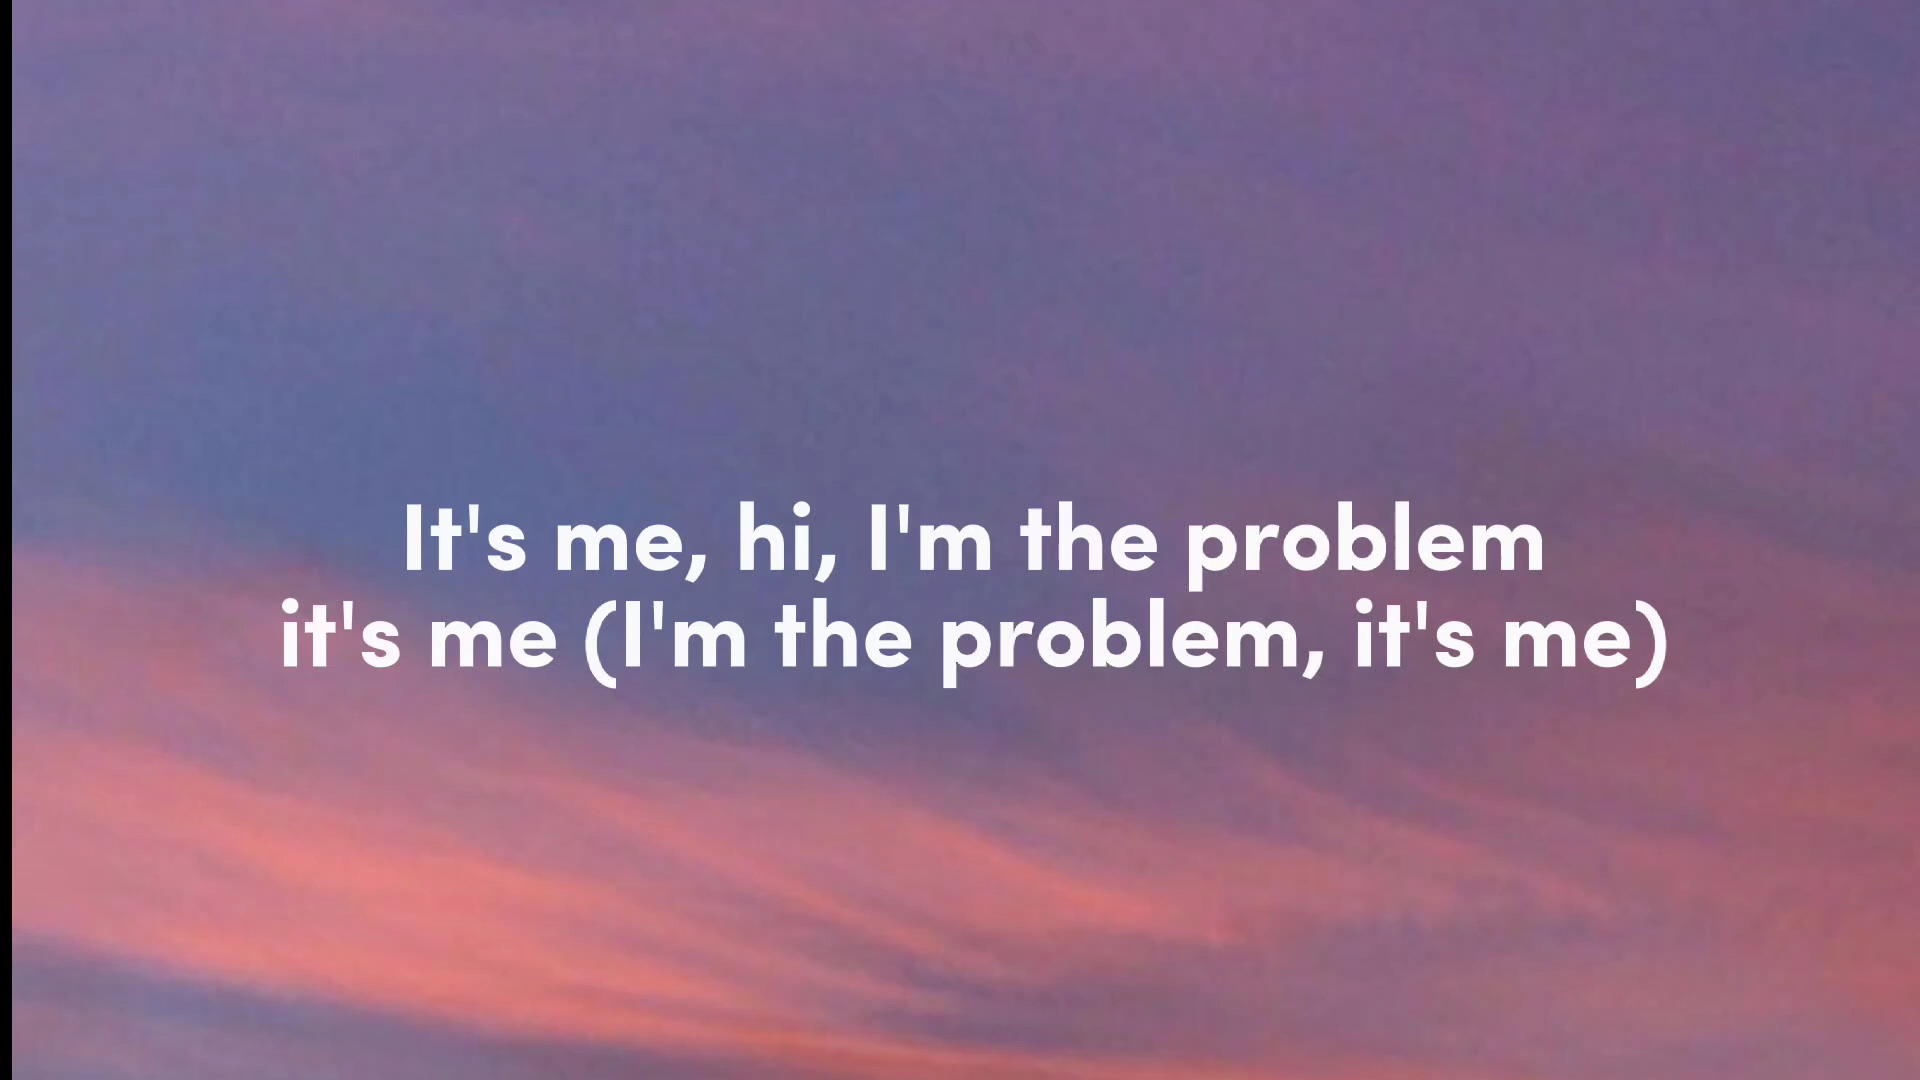 It's me, hi, I'm the problem
it's me (I'm the problem, it's me)